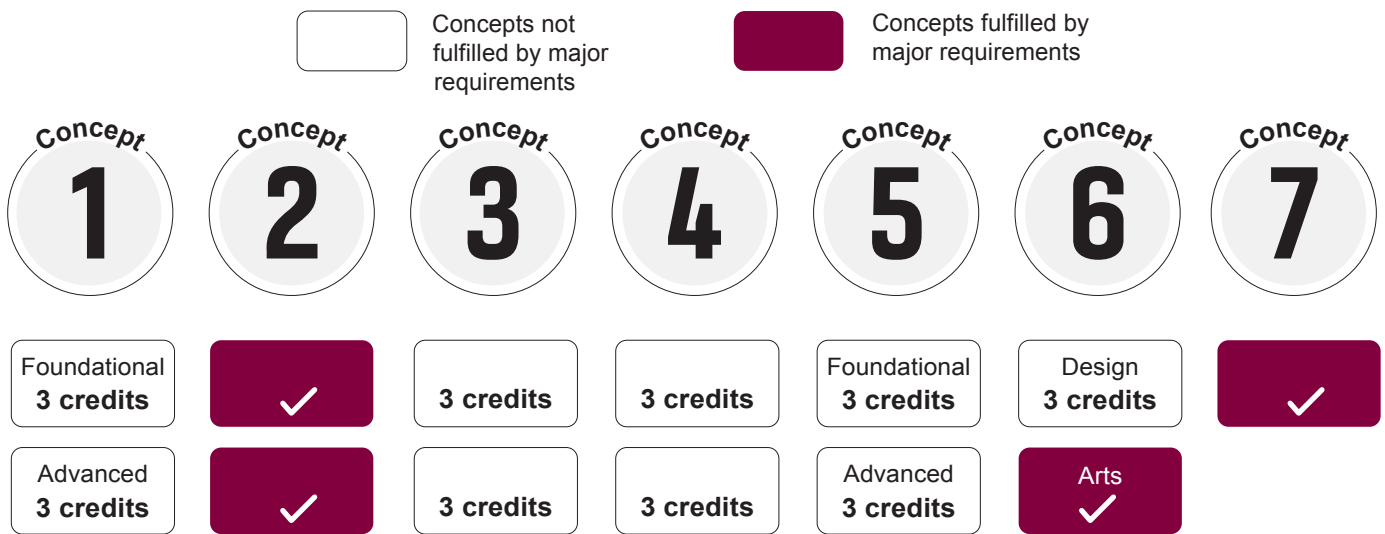 Concepts not
fulfilled by major
requirements
Concepts fulfilled by
major requirements
Concept
1
Concept
2
Concept
3
Concept
4
Concept
5
Concept
6
Concept
7
Foundational
3 credits
3 credits
3 credits
Foundational
3 credits
Design
3 credits
Advanced
3 credits
3 credits
3 credits
Advanced
3 credits
Arts